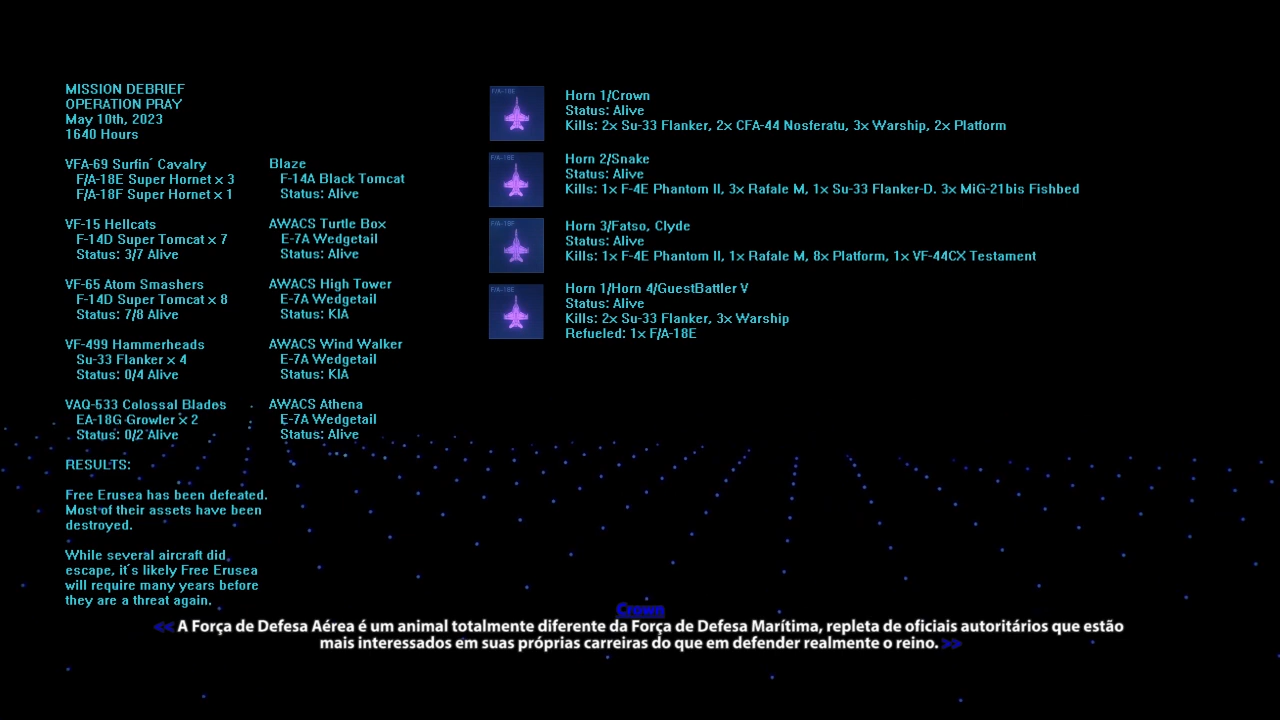 MISSION DEBRIEF
OPERATION PRAY
May 10th, 2023
1640 Hours
VFA-69 Surfin´ Cavalry
F/A-18E Super Hornet x 3
F/A-18F Super Hornet x 1
VF-15 Hellcats
F-14D Super Tomcat x 7
Status: 3/7 Alive
VF-65 Atom Smashers
F-14D Super Tomcat x 8
Status: 7/8 Alive
VF-499 Hammerheads
Su-33 Flanker x 4
Status: 0/4 Alive
VAQ-533 Colossal Blades
EA-18G Growler x 2
Status: 0/2 Alive
Blaze
F-14A Black Tomcat
Status: Alive
AWACS Turtle Box
E-7A Wedgetail
Status: Alive
AWACS High Tower
E-7A Wedgetail
Status: KIA
AWACS Wind Walker
E-7A Wedgetail
Status: KIA
AWACS Athena
E-7A Wedgetail
Status: Alive
RESULTS:
Free Erusea has been defeated.
Most of their assets have been
destroyed.
While several aircraft did
escape, it´s likely Free Erusea
will require many years before
they are a threat again.
F/A-18E
Horn 1/Crown
Status: Alive
Kills: 2x Su-33 Flanker, 2x CFA-44 Nosferatu, 3x Warship, 2x Platform
F/A-18E
Horn 2/Snake
Status: Alive
Kills: 1x F-4E Phantom II, 3x Rafale M, 1x Su-33 Flanker-D. 3x MiG-21bis Fishbed
F/A-18F
Horn 3/Fatso, Clyde
Status: Alive
Kills: 1x F-4E Phantom II, 1x Rafale M, 8x Platform, 1x VF-44CX Testament
F/A-18E
Horn 1/Horn 4/GuestBattler V
Status: Alive
Kills: 2x Su-33 Flanker, 3x Warship
Refueled: 1x F/A-18E
Crown
<< A Força de Defesa Aérea é um animal totalmente diferente da Força de Defesa Marítima, repleta de oficiais autoritários que estão
mais interessados em suas próprias carreiras do que em defender realmente o reino. >>